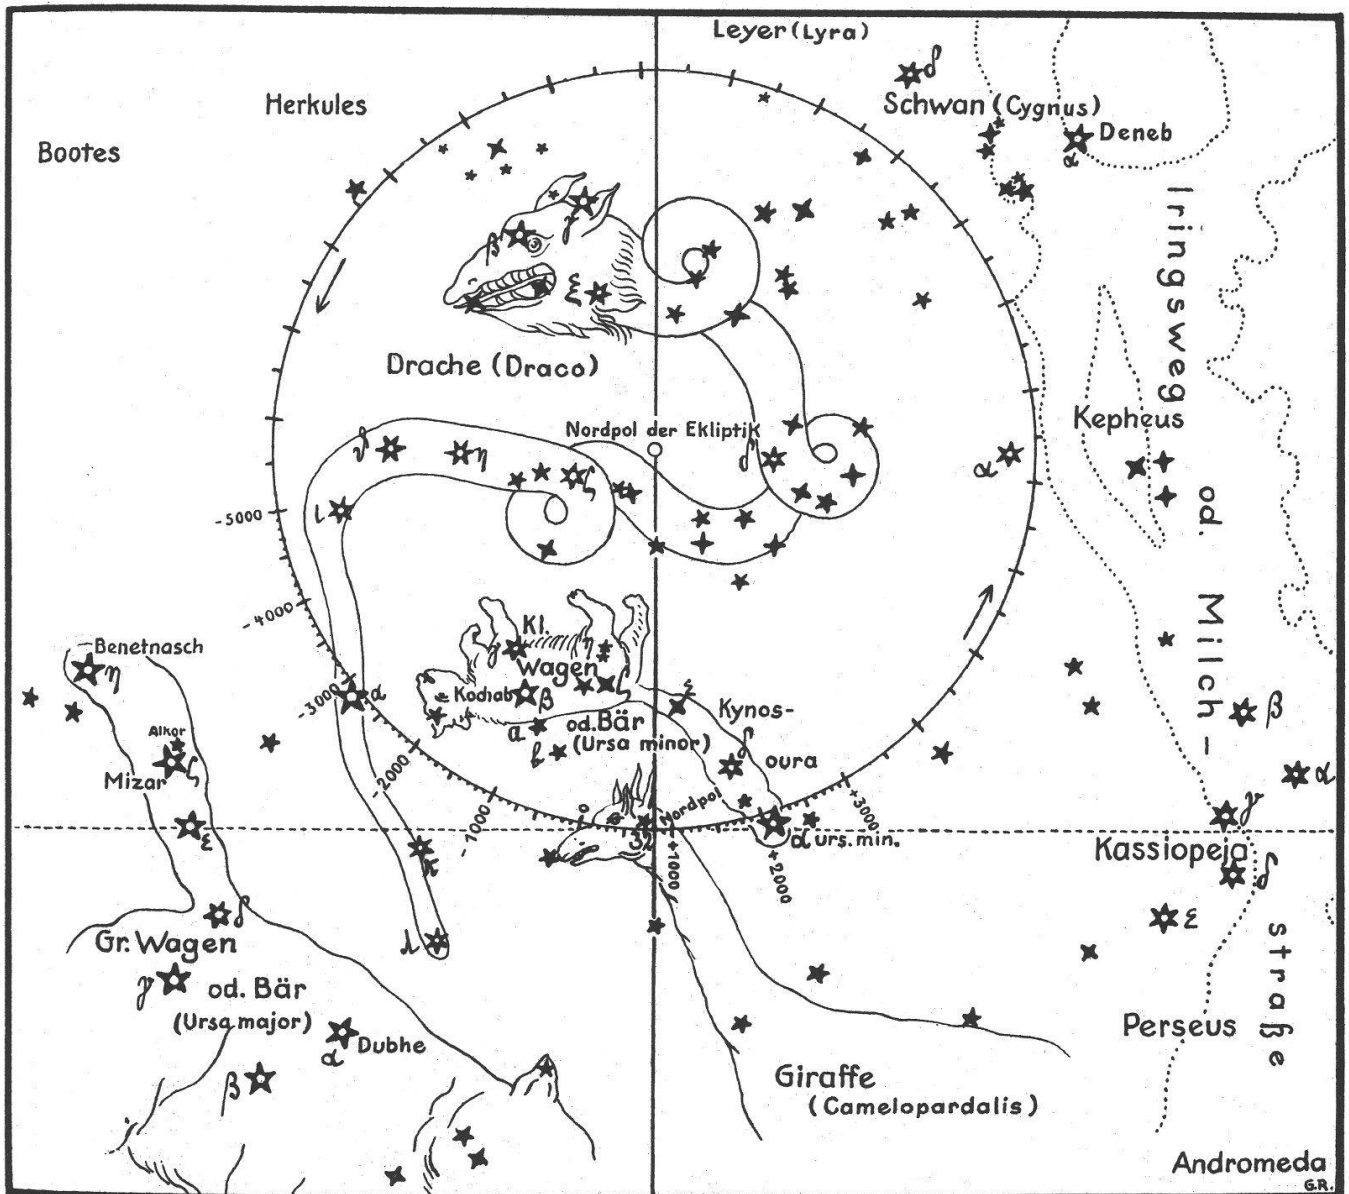 Leyer (Lyra)
δ
Herkules
Schwan (Cygnus)
Deneb
α
Bootes
Iringsweg od. Milch-
straße
β
γ
ξ
Drache (Draco)
Nordpol der Ekliptik
Kepheus
δ
α
η
ζ
ι
-5000
-4000
-3000
-2000
-1000
0
+1000
+2000
+3000
Benetnasch
η
α
Kl.
Wagen
γ
η
Kochab
β
od. Bär
(Ursa minor)
a
b
ε
Kynos-
oura
δ
β
Alkor
Mizar
ζ
α
γ
Nordpol
ε
32
α urs. min.
Kassiopeja
δ
κ
ε
δ
Gr. Wagen
λ
γ
od. Bär
(Ursa major)
Perseus
α
Dubhe
β
Giraffe
(Camelopardalis)
Andromeda
G.R.